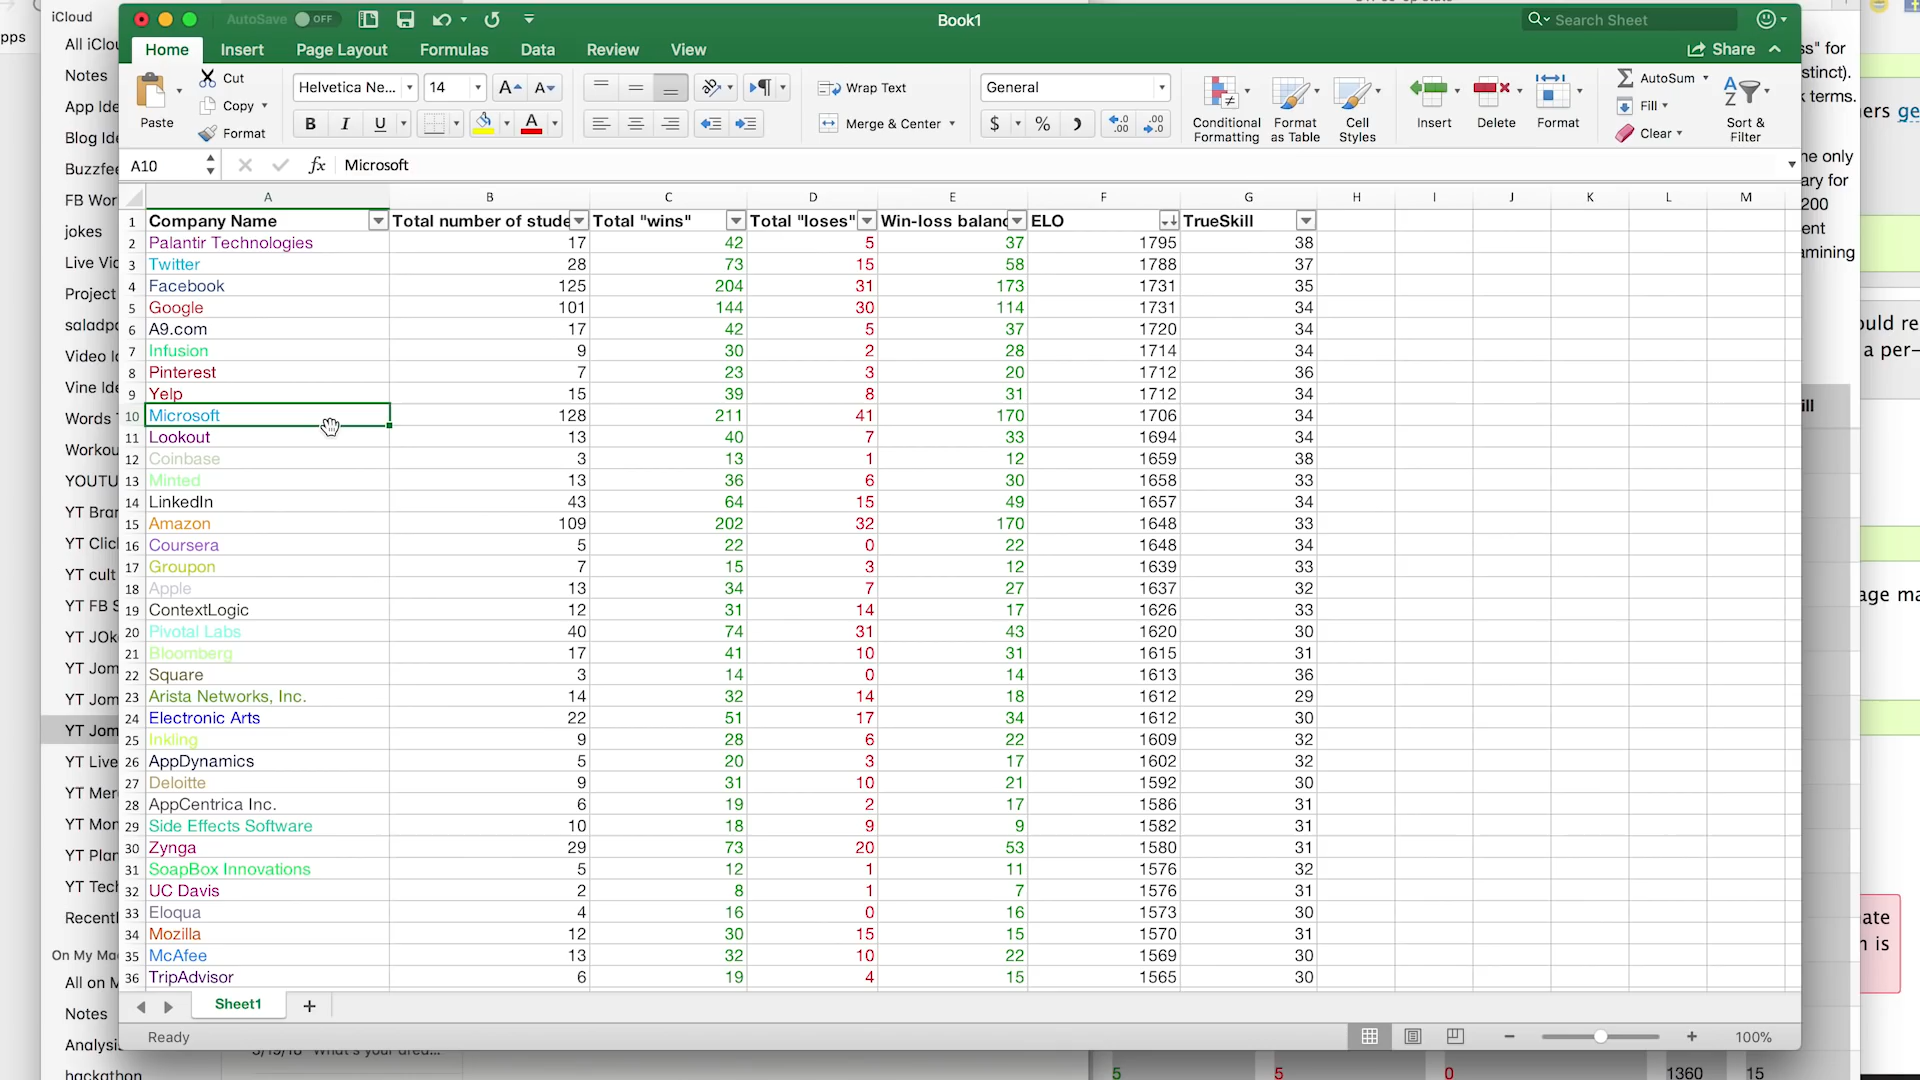 iCloud
All iClou
Notes
App Ide
Blog Ide
Buzzfee
FB Wor
Ideas
jokes
Live Vid
Project
saladpa
Video Id
Vine Ide
Words
Workou
YOUTU
YT Bran
YT Clic
YT cult
YT FB S
YT JOk
YT Jom
YT Jom
YT Jom
YT Live
YT Mer
YT Mon
YT Plan
YT Tech
Recentl
On My Ma
All on M
Notes
Analysis
hackathon
AutoSave OFF
Book1
Search Sheet
Home Insert Page Layout Formulas Data Review View
Share
Paste
Cut
Copy
Format
Helvetica Ne... 14
B I U
Wrap Text
Merge & Center
General
Conditional Formatting
Format as Table
Cell Styles
Insert
Delete
Format
AutoSum
Fill
Clear
Sort & Filter
A10 fx Microsoft
A B C D E F G H I J K L M
1 Company Name Total number of stude Total "wins" Total "loses" Win-loss balanc ELO TrueSkill
2 Palantir Technologies 17 42 5 37 1795 38
3 Twitter 28 73 15 58 1788 37
4 Facebook 125 204 31 173 1731 35
5 Google 101 144 30 114 1731 34
6 A9.com 17 42 5 37 1720 34
7 Infusion 9 30 2 28 1714 34
8 Pinterest 7 23 3 20 1712 36
9 Yelp 15 39 8 31 1712 34
10 Microsoft 128 211 41 170 1706 34
11 Lookout 13 40 7 33 1694 34
12 Coinbase 3 13 1 12 1659 38
13 Minted 13 36 6 30 1658 33
14 LinkedIn 43 64 15 49 1657 34
15 Amazon 109 202 32 170 1648 33
16 Coursera 5 22 0 22 1648 34
17 Groupon 7 15 3 12 1639 33
18 Apple 13 34 7 27 1637 32
19 ContextLogic 12 31 14 17 1626 33
20 Pivotal Labs 40 74 31 43 1620 30
21 Bloomberg 17 41 10 31 1615 31
22 Square 3 14 0 14 1613 36
23 Arista Networks, Inc. 14 32 14 18 1612 29
24 Electronic Arts 22 51 17 34 1612 30
25 Inkling 9 28 6 22 1609 32
26 AppDynamics 5 20 3 17 1602 32
27 Deloitte 9 31 10 21 1592 30
28 AppCentrica Inc. 6 19 2 17 1586 31
29 Side Effects Software 10 18 9 9 1582 31
30 Zynga 29 73 20 53 1580 31
31 SoapBox Innovations 5 12 1 11 1576 32
32 UC Davis 2 8 1 7 1576 31
33 Eloqua 4 16 0 16 1573 30
34 Mozilla 12 30 15 15 1570 31
35 McAfee 13 32 10 22 1569 30
36 TripAdvisor 6 19 4 15 1565 30
Sheet1
Ready
100%
5 5 0 1360 15